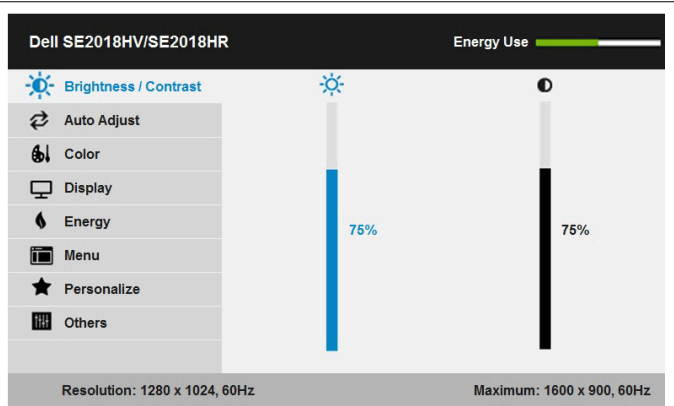 Dell SE2018HV/SE2018HR
Energy Use
Brightness / Contrast
Auto Adjust
Color
Display
Energy
Menu
Personalize
Others
75%
75%
Resolution: 1280 x 1024, 60Hz
Maximum: 1600 x 900, 60Hz